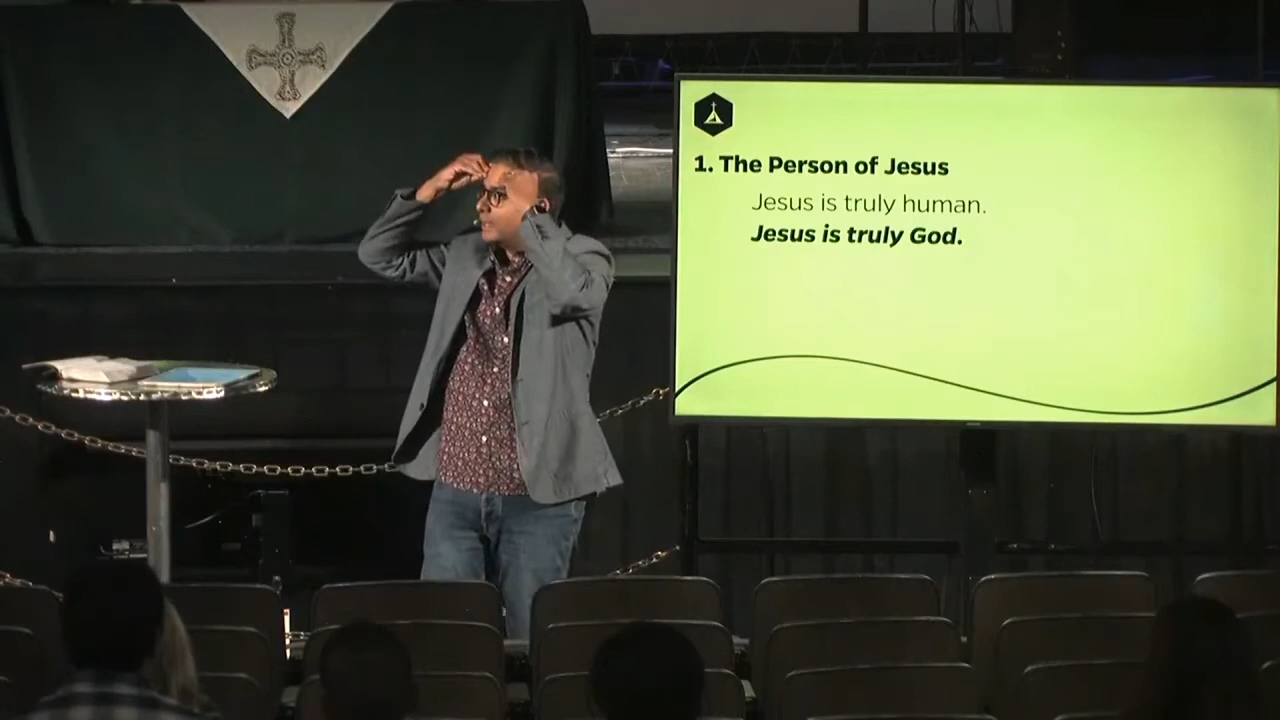 1. The Person of Jesus
Jesus is truly human.
Jesus is truly God.